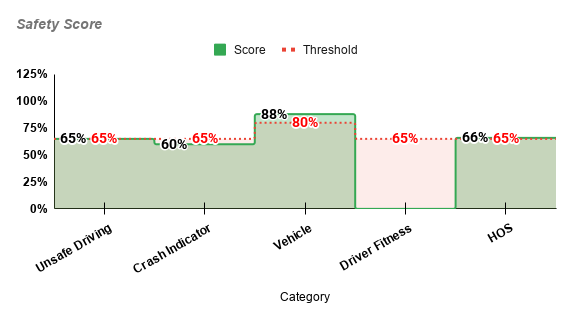 Safety Score
Score Threshold
125%
100%
75%
50%
25%
0%
65% 65%
60% 65%
88% 80%
65%
66% 65%
Unsafe Driving
Crash Indicator
Vehicle
Driver Fitness
HOS
Category